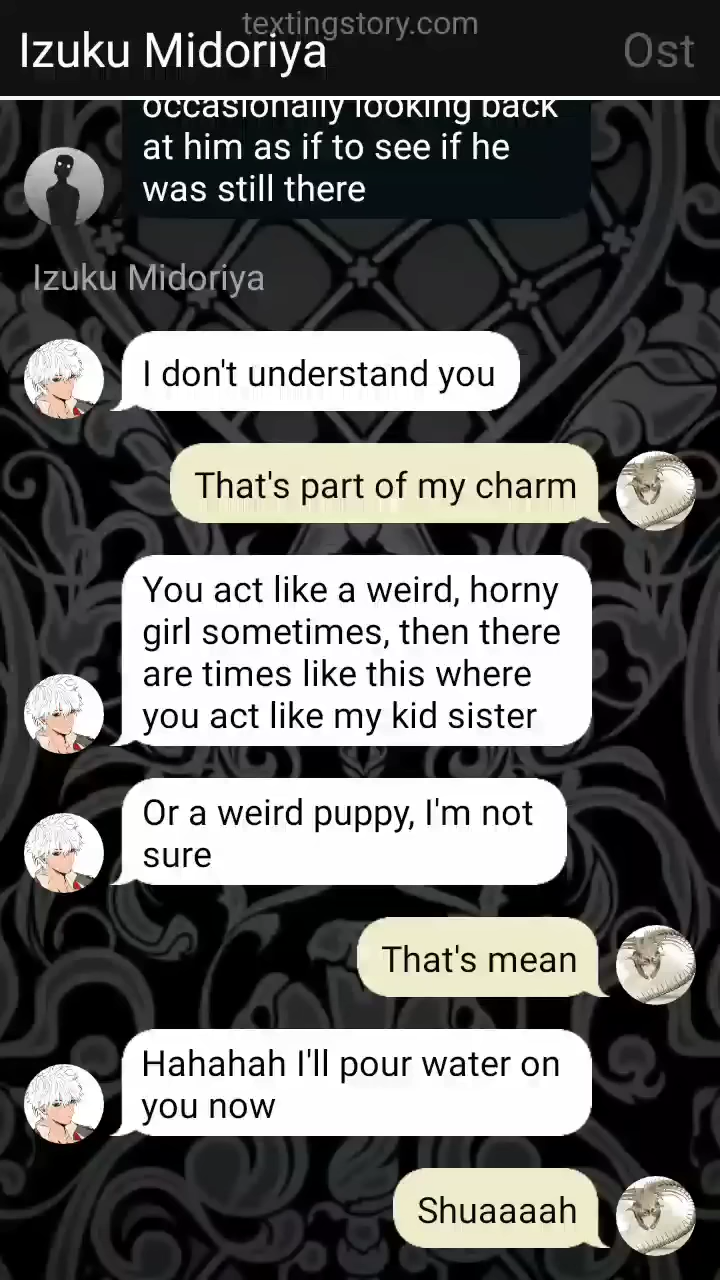 textingstory.com
Izuku Midoriya
Ost
occasionally looking back
at him as if to see if he
was still there
Izuku Midoriya
I don't understand you
That's part of my charm
You act like a weird, horny
girl sometimes, then there
are times like this where
you act like my kid sister
Or a weird puppy, I'm not
sure
That's mean
Hahahah I'll pour water on
you now
Shuaaaah